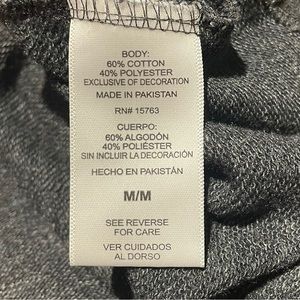 BODY:
60% COTTON
40% POLYESTER
EXCLUSIVE OF DECORATION
MADE IN PAKISTAN
RN# 15763
CUERPO:
60% ALGODÓN
40% POLIÉSTER
SIN INCLUIR LA DECORACIÓN
HECHO EN PAKISTÁN
M/M
SEE REVERSE
FOR CARE
VER CUIDADOS
AL DORSO